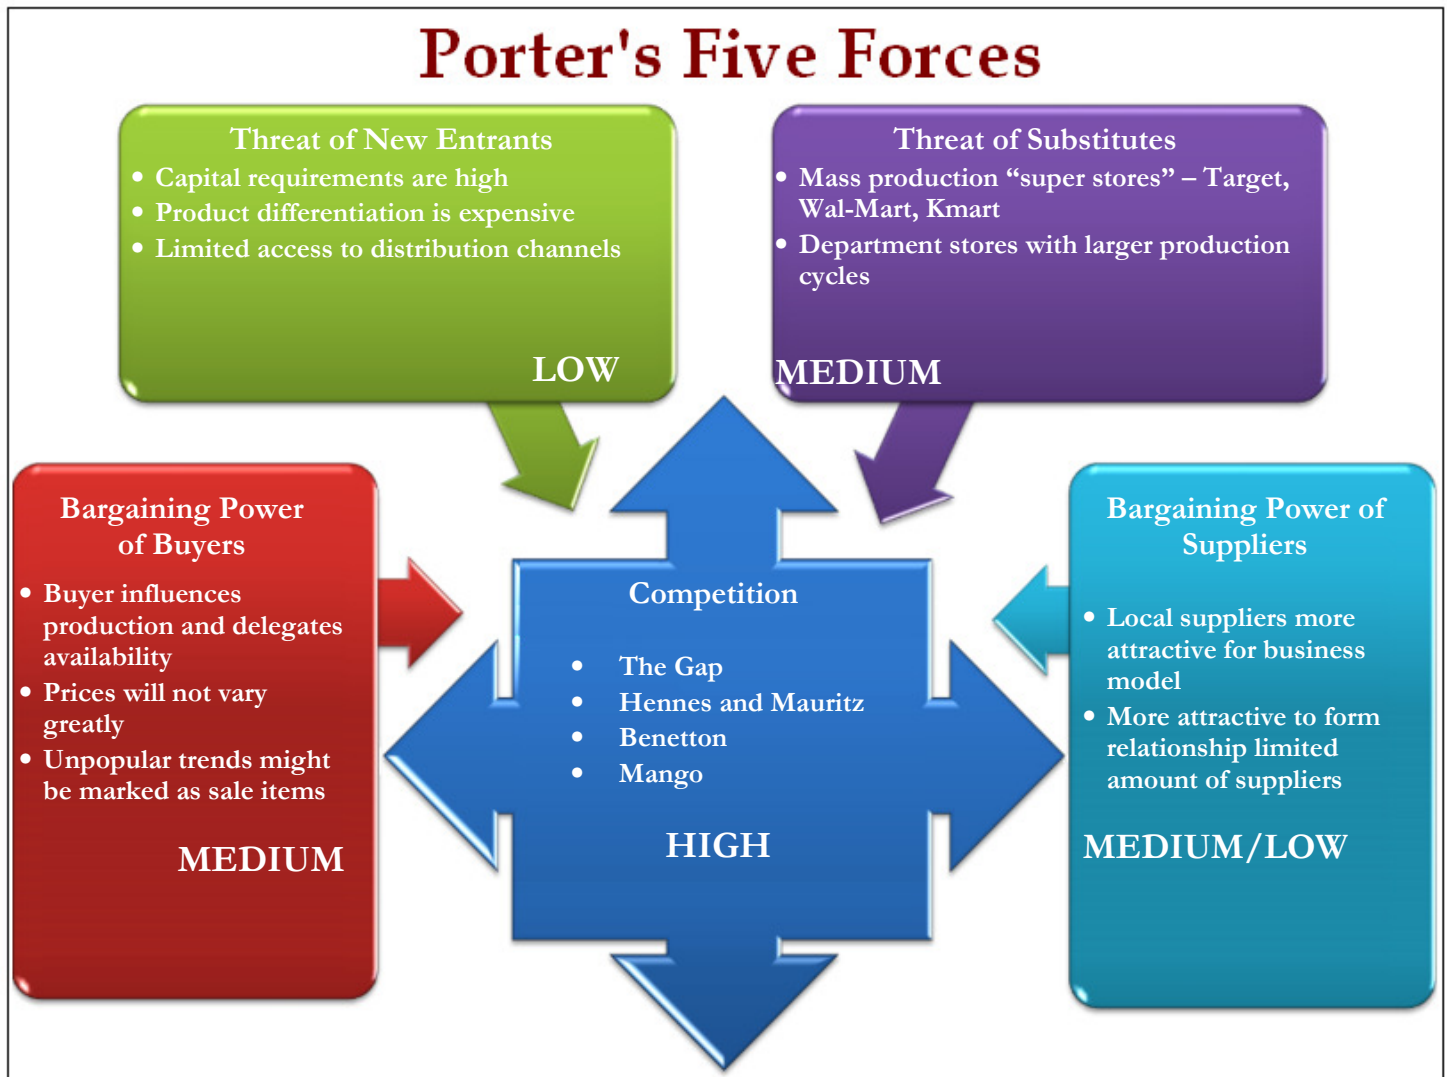 Porter's Five Forces
Threat of New Entrants
• Capital requirements are high
• Product differentiation is expensive
• Limited access to distribution channels
LOW
Threat of Substitutes
• Mass production “super stores” – Target,
Wal-Mart, Kmart
• Department stores with larger production
cycles
MEDIUM
Bargaining Power
of Buyers
• Buyer influences
production and delegates
availability
• Prices will not vary
greatly
• Unpopular trends might
be marked as sale items
MEDIUM
Competition
• The Gap
• Hennes and Mauritz
• Benetton
• Mango
HIGH
Bargaining Power of
Suppliers
• Local suppliers more
attractive for business
model
• More attractive to form
relationship limited
amount of suppliers
MEDIUM/LOW